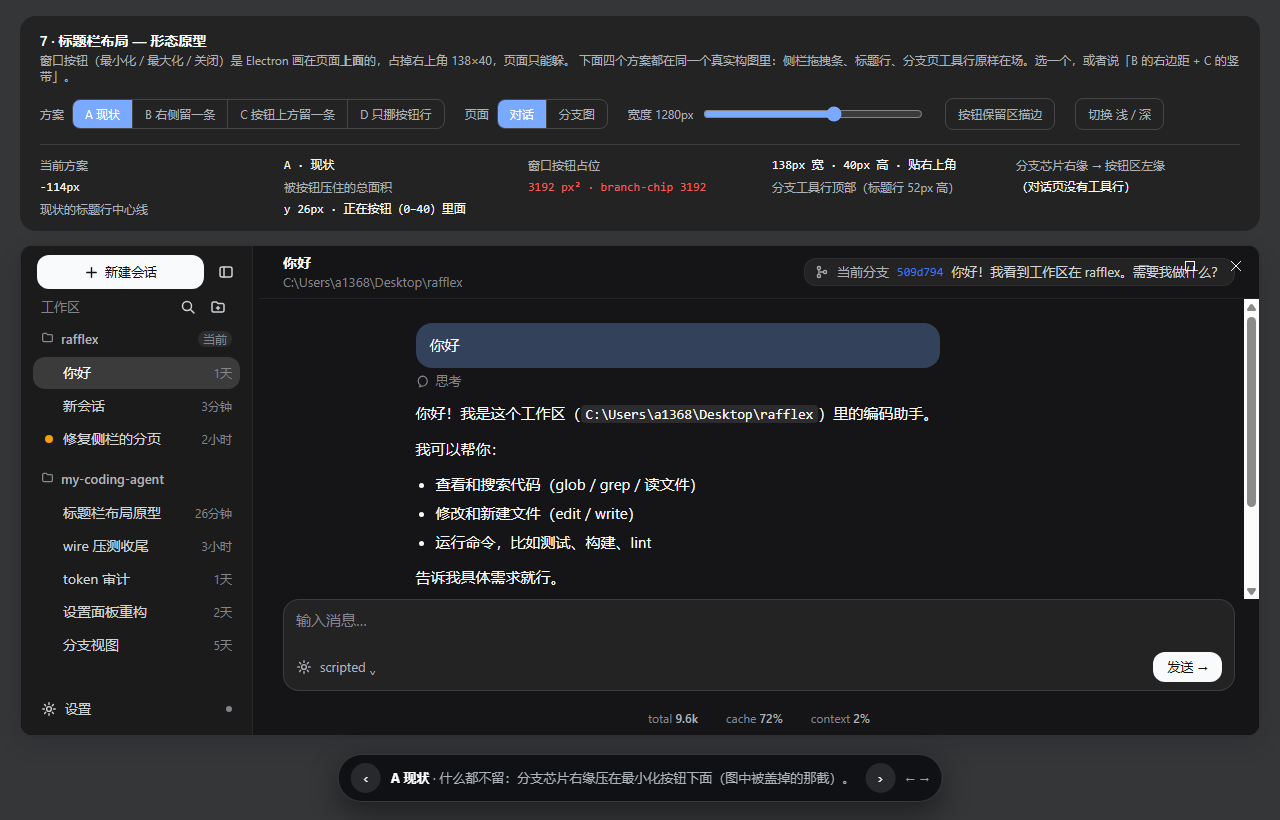 7 · 标题栏布局 — 形态原型
窗口按钮（最小化 / 最大化 / 关闭）是 Electron 画在页面上面的，占掉右上角 138×40，页面只能躲。 下面四个方案都在同一个真实构图里：侧栏拖拽条、标题行、分支页工具行原样在场。选一个，或者说「B 的右边距 + C 的竖
带」。
方案 A 现状 B 右侧留一条 C 按钮上方留一条 D 只挪按钮行 页面 对话 分支图 宽度 1280px 按钮保留区描边 切换 浅 / 深
当前方案 A · 现状 窗口按钮占位 138px 宽 · 40px 高 · 贴右上角 分支芯片右缘 → 按钮区左缘
-114px 被按钮压住的总面积 3192 px² · branch-chip 3192 分支工具行顶部（标题行 52px 高） （对话页没有工具行）
现状的标题行中心线 y 26px · 正在按钮（0–40）里面
+ 新建会话
工作区
rafflex 当前
你好 1天
新会话 3分钟
修复侧栏的分页 2小时
my-coding-agent
标题栏布局原型 26分钟
wire 压测收尾 3小时
token 审计 1天
设置面板重构 2天
分支视图 5天
设置
你好
C:\Users\a1368\Desktop\rafflex
当前分支 509d794 你好！我看到工作区在 rafflex。需要我做什么？
你好
思考
你好！我是这个工作区（C:\Users\a1368\Desktop\rafflex）里的编码助手。
我可以帮你：
• 查看和搜索代码（glob / grep / 读文件）
• 修改和新建文件（edit / write）
• 运行命令，比如测试、构建、lint
告诉我具体需求就行。
输入消息...
scripted
发送 →
total 9.6k cache 72% context 2%
‹ A 现状 · 什么都不留：分支芯片右缘压在最小化按钮下面（图中被盖掉的那截）。 › ←→